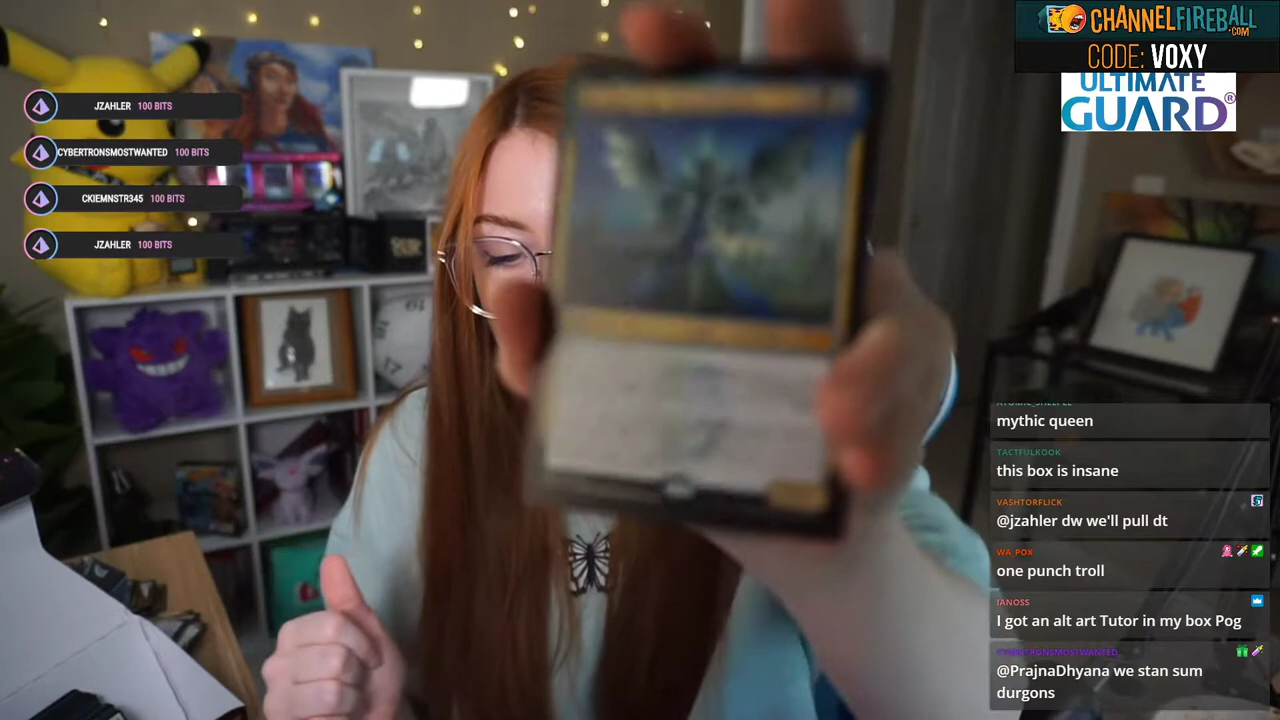 CHANNELFIREBALL
.COM
CODE: VOXY
ULTIMATE
GUARD®
JZAHLER 100 BITS
CYBERTRONSMOSTWANTED 100 BITS
CKIEMNSTR345 100 BITS
JZAHLER 100 BITS
mythic queen
TACTFULKOOK
this box is insane
VASHTORFLICK
@jzahler dw we'll pull dt
WA_POX
one punch troll
IANOSS
I got an alt art Tutor in my box Pog
CYBERTRONSMOSTWANTED
@PrajnaDhyana we stan sum
durgons